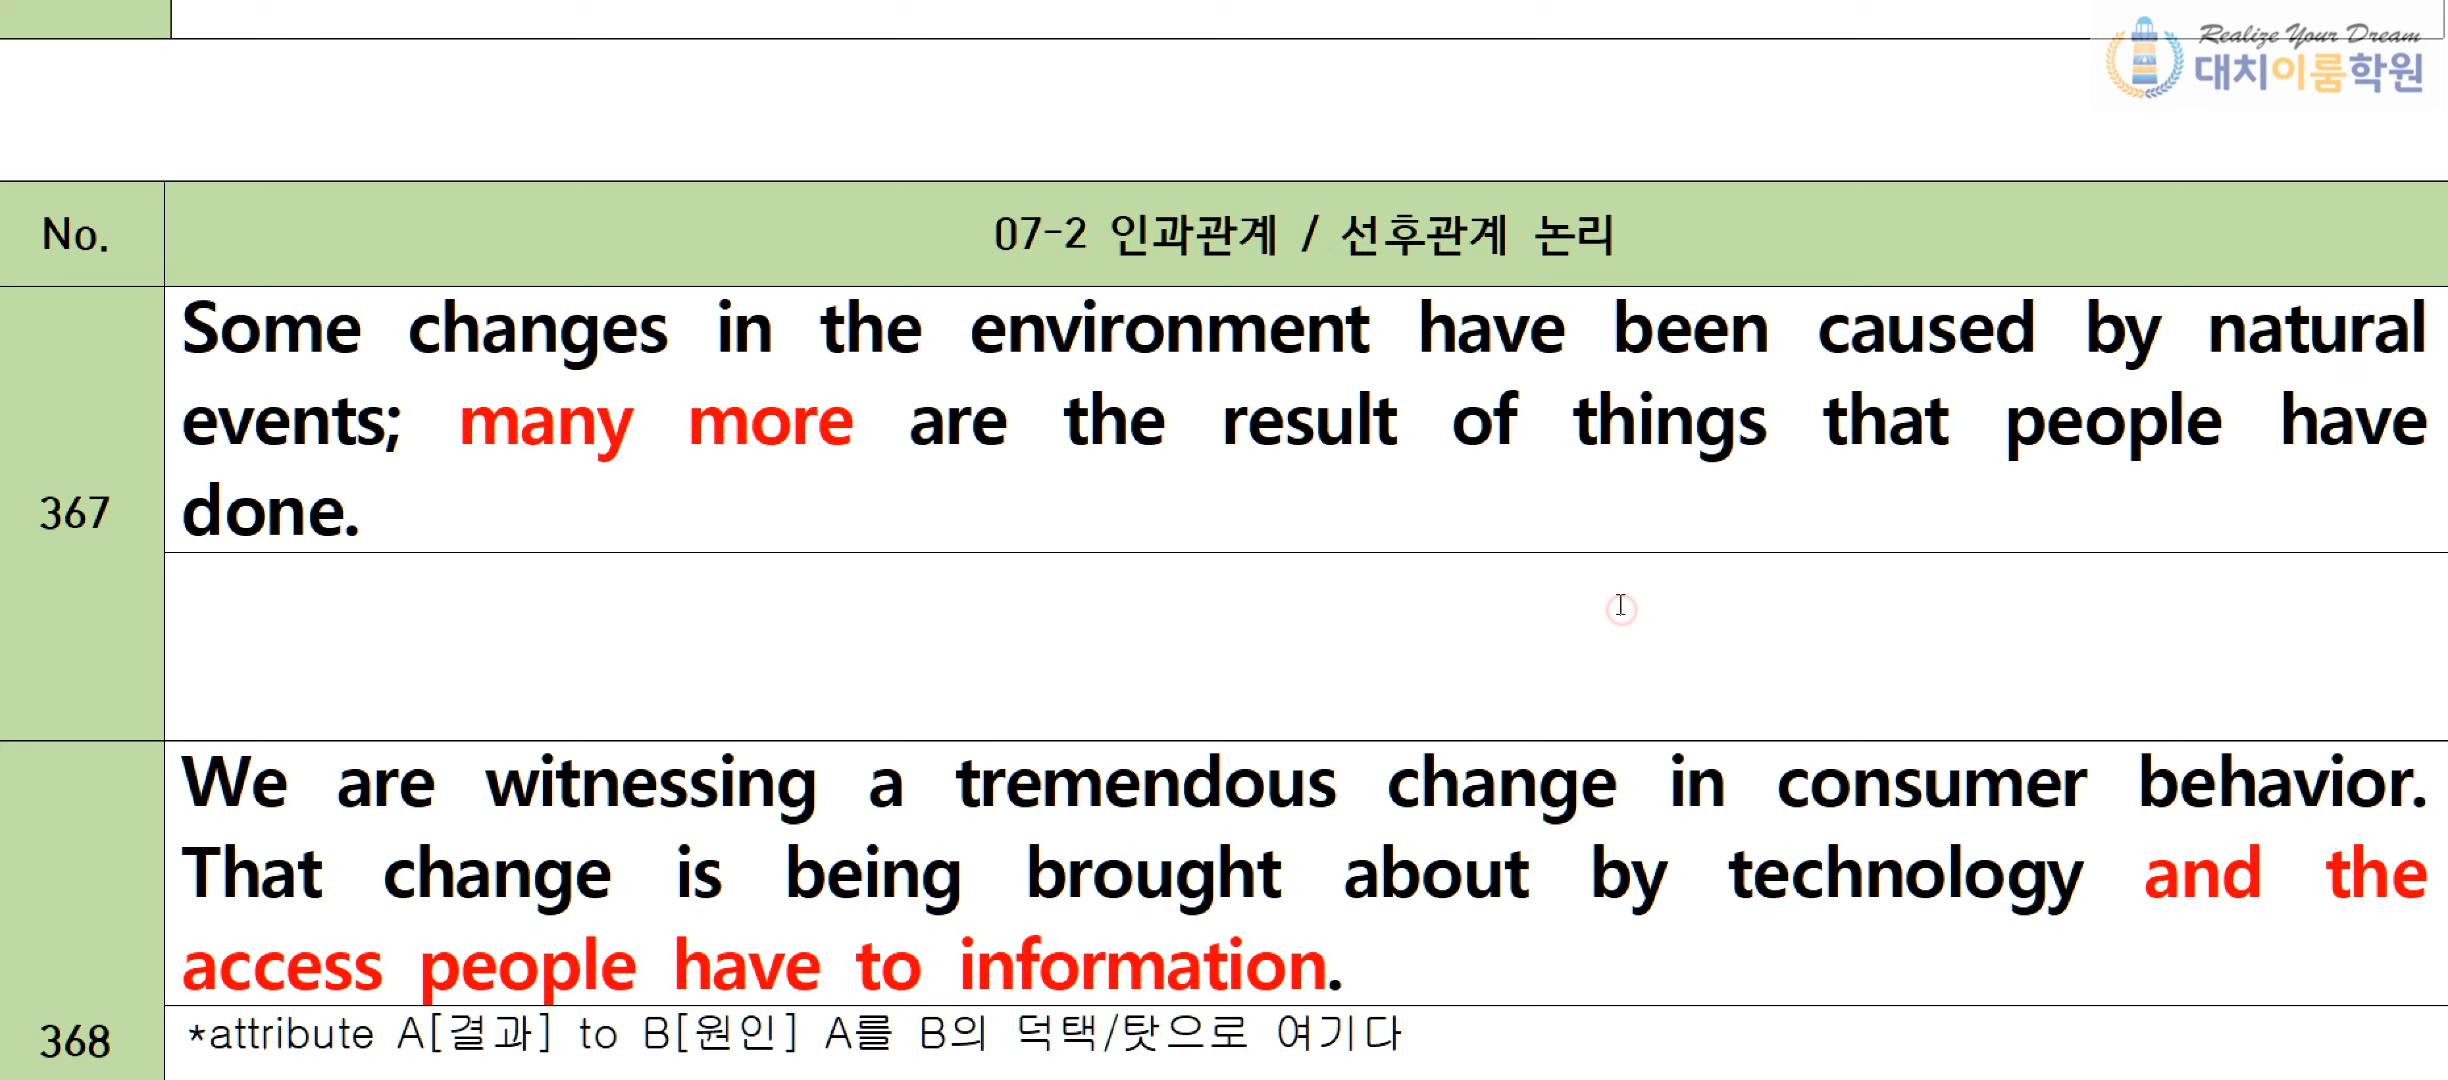 Realize Your Dream
대치이룸학원
No.
07-2 인과관계 / 선후관계 논리
367
Some changes in the environment have been caused by natural
events; many more are the result of things that people have
done.
We are witnessing a tremendous change in consumer behavior.
That change is being brought about by technology and the
access people have to information.
368
*attribute A[결과] to B[원인] A를 B의 덕택/탓으로 여기다